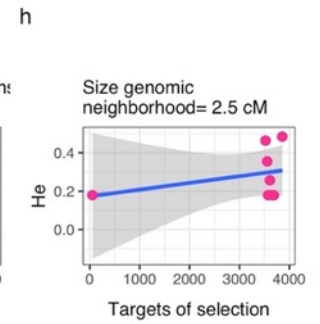 h
Size genomic
neighborhood= 2.5 cM
He
0.4
0.2
0.0
0 1000 2000 3000 4000
Targets of selection